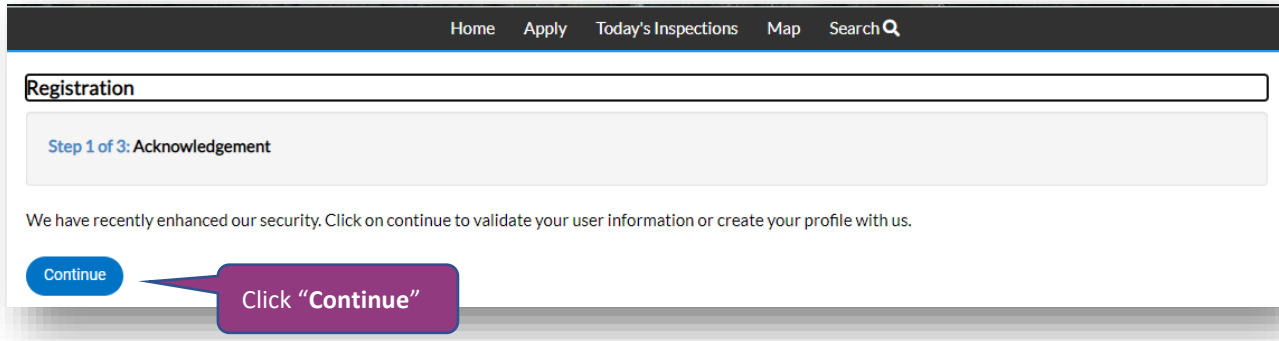 Home Apply Today's Inspections Map Search
Registration
Step 1 of 3: Acknowledgement
We have recently enhanced our security. Click on continue to validate your user information or create your profile with us.
Continue
Click “Continue”